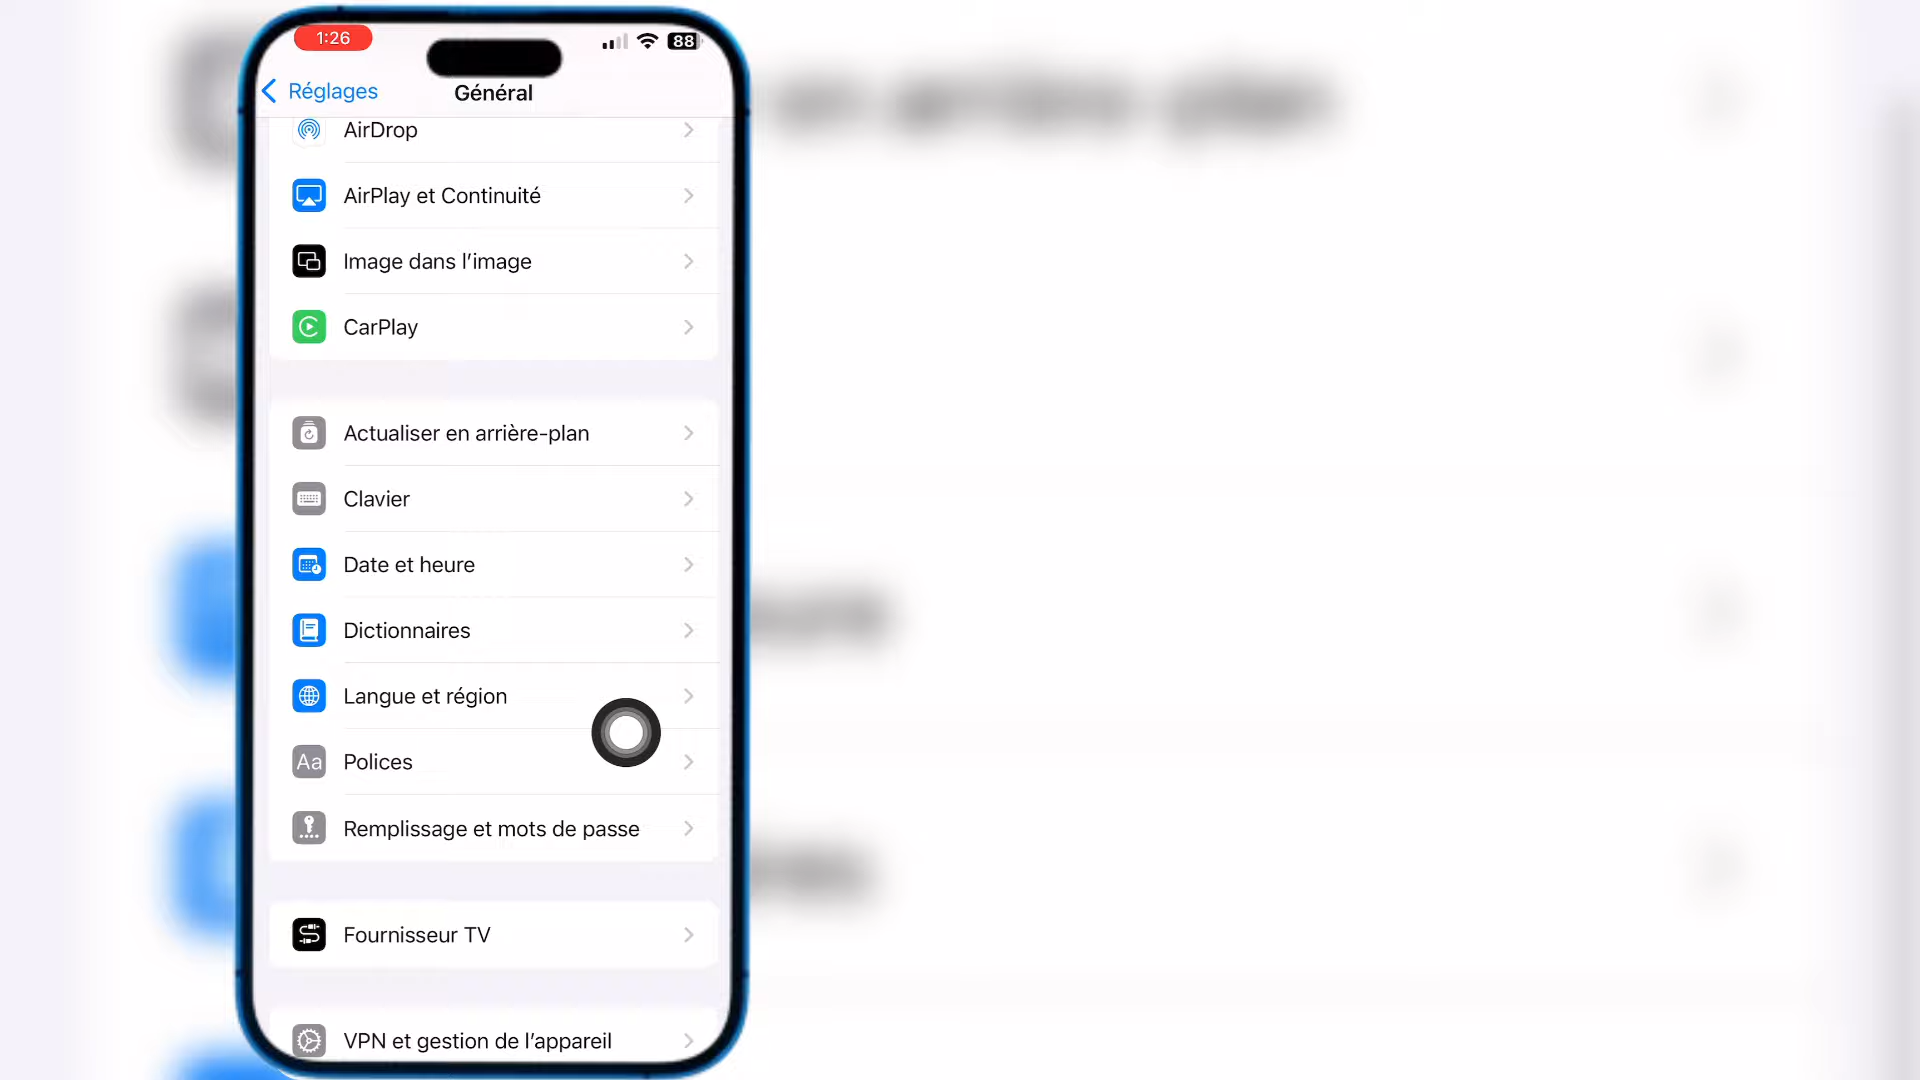 1:26
88
Réglages
Général
AirDrop
AirPlay et Continuité
Image dans l’image
CarPlay
Actualiser en arrière-plan
Clavier
Date et heure
Dictionnaires
Langue et région
Aa
Polices
Remplissage et mots de passe
Fournisseur TV
VPN et gestion de l’appareil